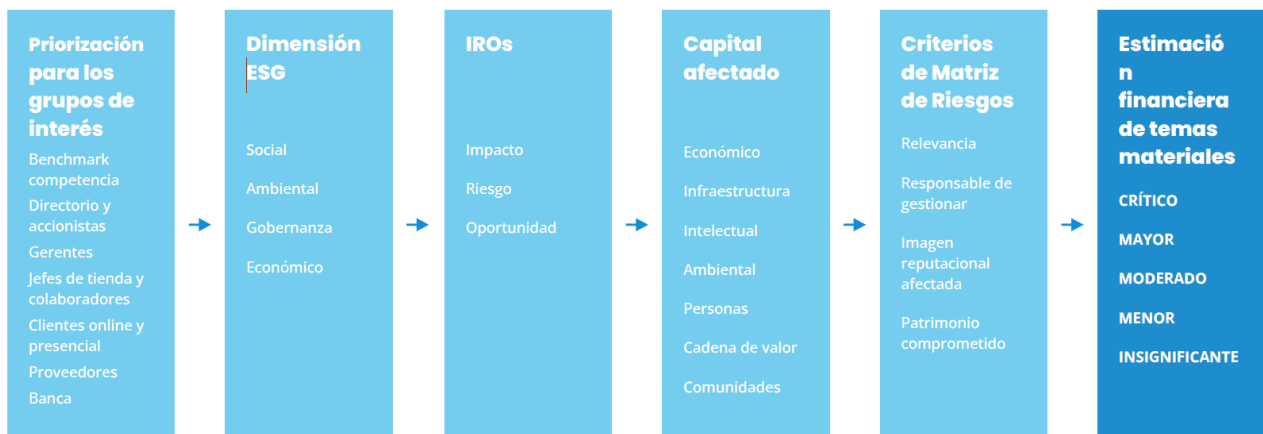 Priorización
para los
grupos de
interés
Benchmark
competencia
Directorio y
accionistas
Gerentes
Jefes de tienda y
colaboradores
Clientes online y
presencial
Proveedores
Banca
Dimensión
ESG
Social
Ambiental
Gobernanza
Económico
IROs
Impacto
Riesgo
Oportunidad
Capital
afectado
Económico
Infraestructura
Intelectual
Ambiental
Personas
Cadena de valor
Comunidades
Criterios
de Matriz
de Riesgos
Relevancia
Responsable de
gestionar
Imagen
reputacional
afectada
Patrimonio
comprometido
Estimació
n
financiera
de temas
materiales
CRÍTICO
MAYOR
MODERADO
MENOR
INSIGNIFICANTE